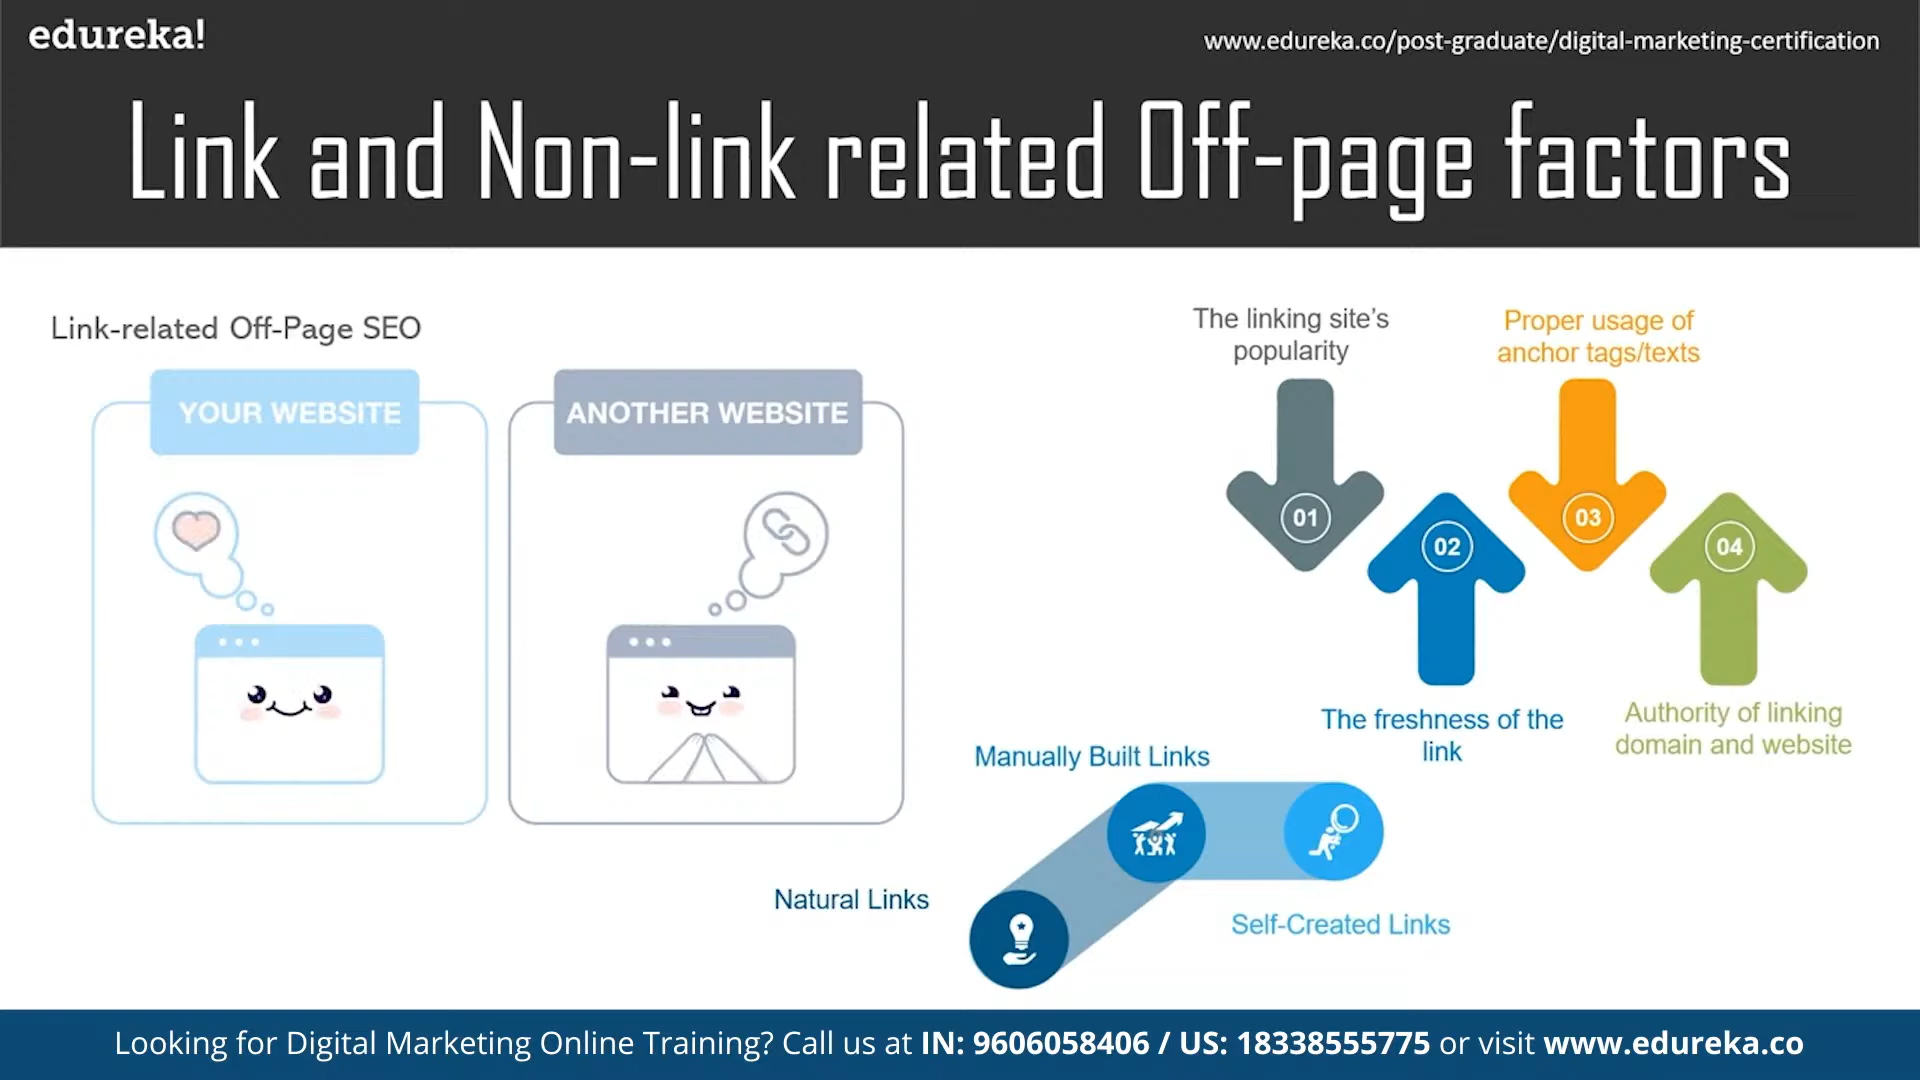 edureka!
www.edureka.co/post-graduate/digital-marketing-certification
Link and Non-link related Off-page factors
Link-related Off-Page SEO
YOUR WEBSITE
ANOTHER WEBSITE
The linking site's
popularity
Proper usage of
anchor tags/texts
01
02
03
04
The freshness of the
link
Authority of linking
domain and website
Manually Built Links
Natural Links
Self-Created Links
Looking for Digital Marketing Online Training? Call us at IN: 9606058406 / US: 18338555775 or visit www.edureka.co